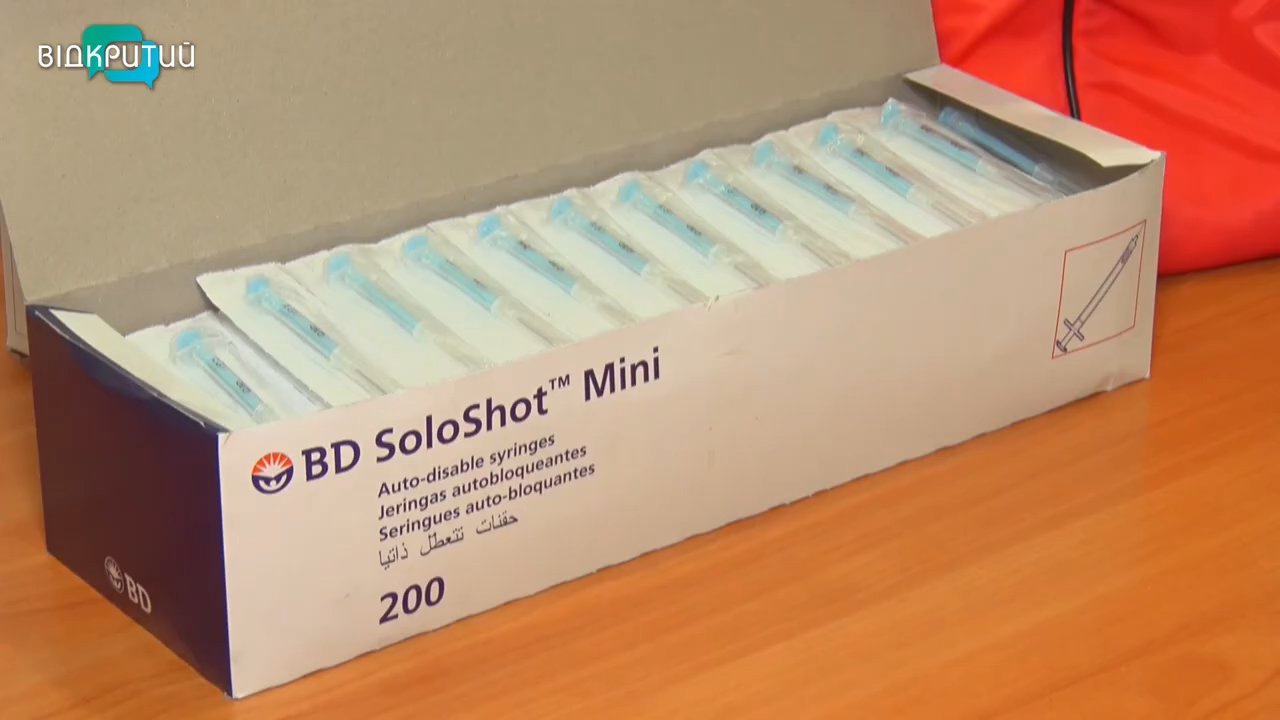 ВІДКРИТИЙ
BD SoloShot™ Mini
Auto-disable syringes
Jeringas autobloqueantes
Seringues auto-bloquantes
حقنات تتعطل ذاتيا
200
BD